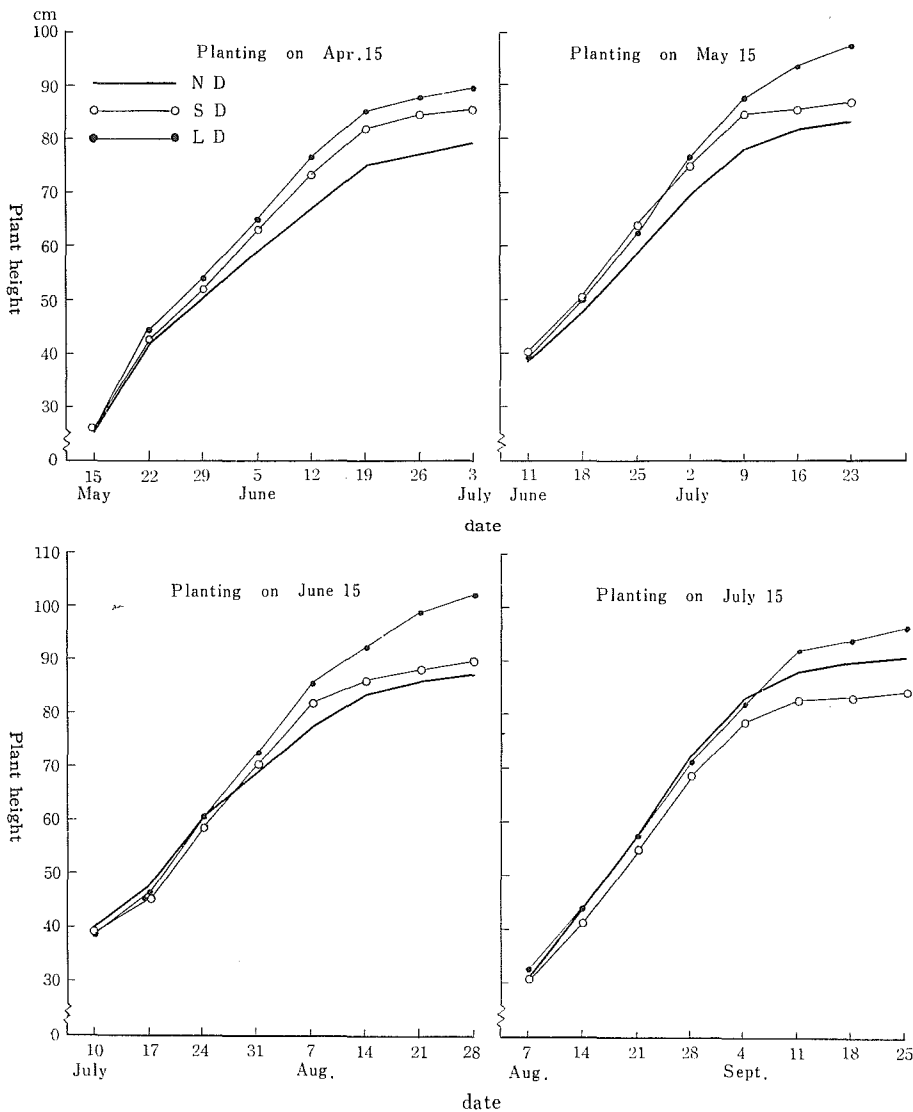 cm
100
90
80
70
60
50
40
30
0
Plant height
Planting on Apr.15
N D
S D
L D
Planting on May 15
15 22 29 5 12 19 26 3
May June July
11 18 25 2 9 16 23
June July
date
110
100
90
80
70
60
50
40
30
0
Plant height
Planting on June 15
Planting on July 15
10 17 24 31 7 14 21 28
July Aug.
7 14 21 28 4 11 18 25
Aug. Sept.
date